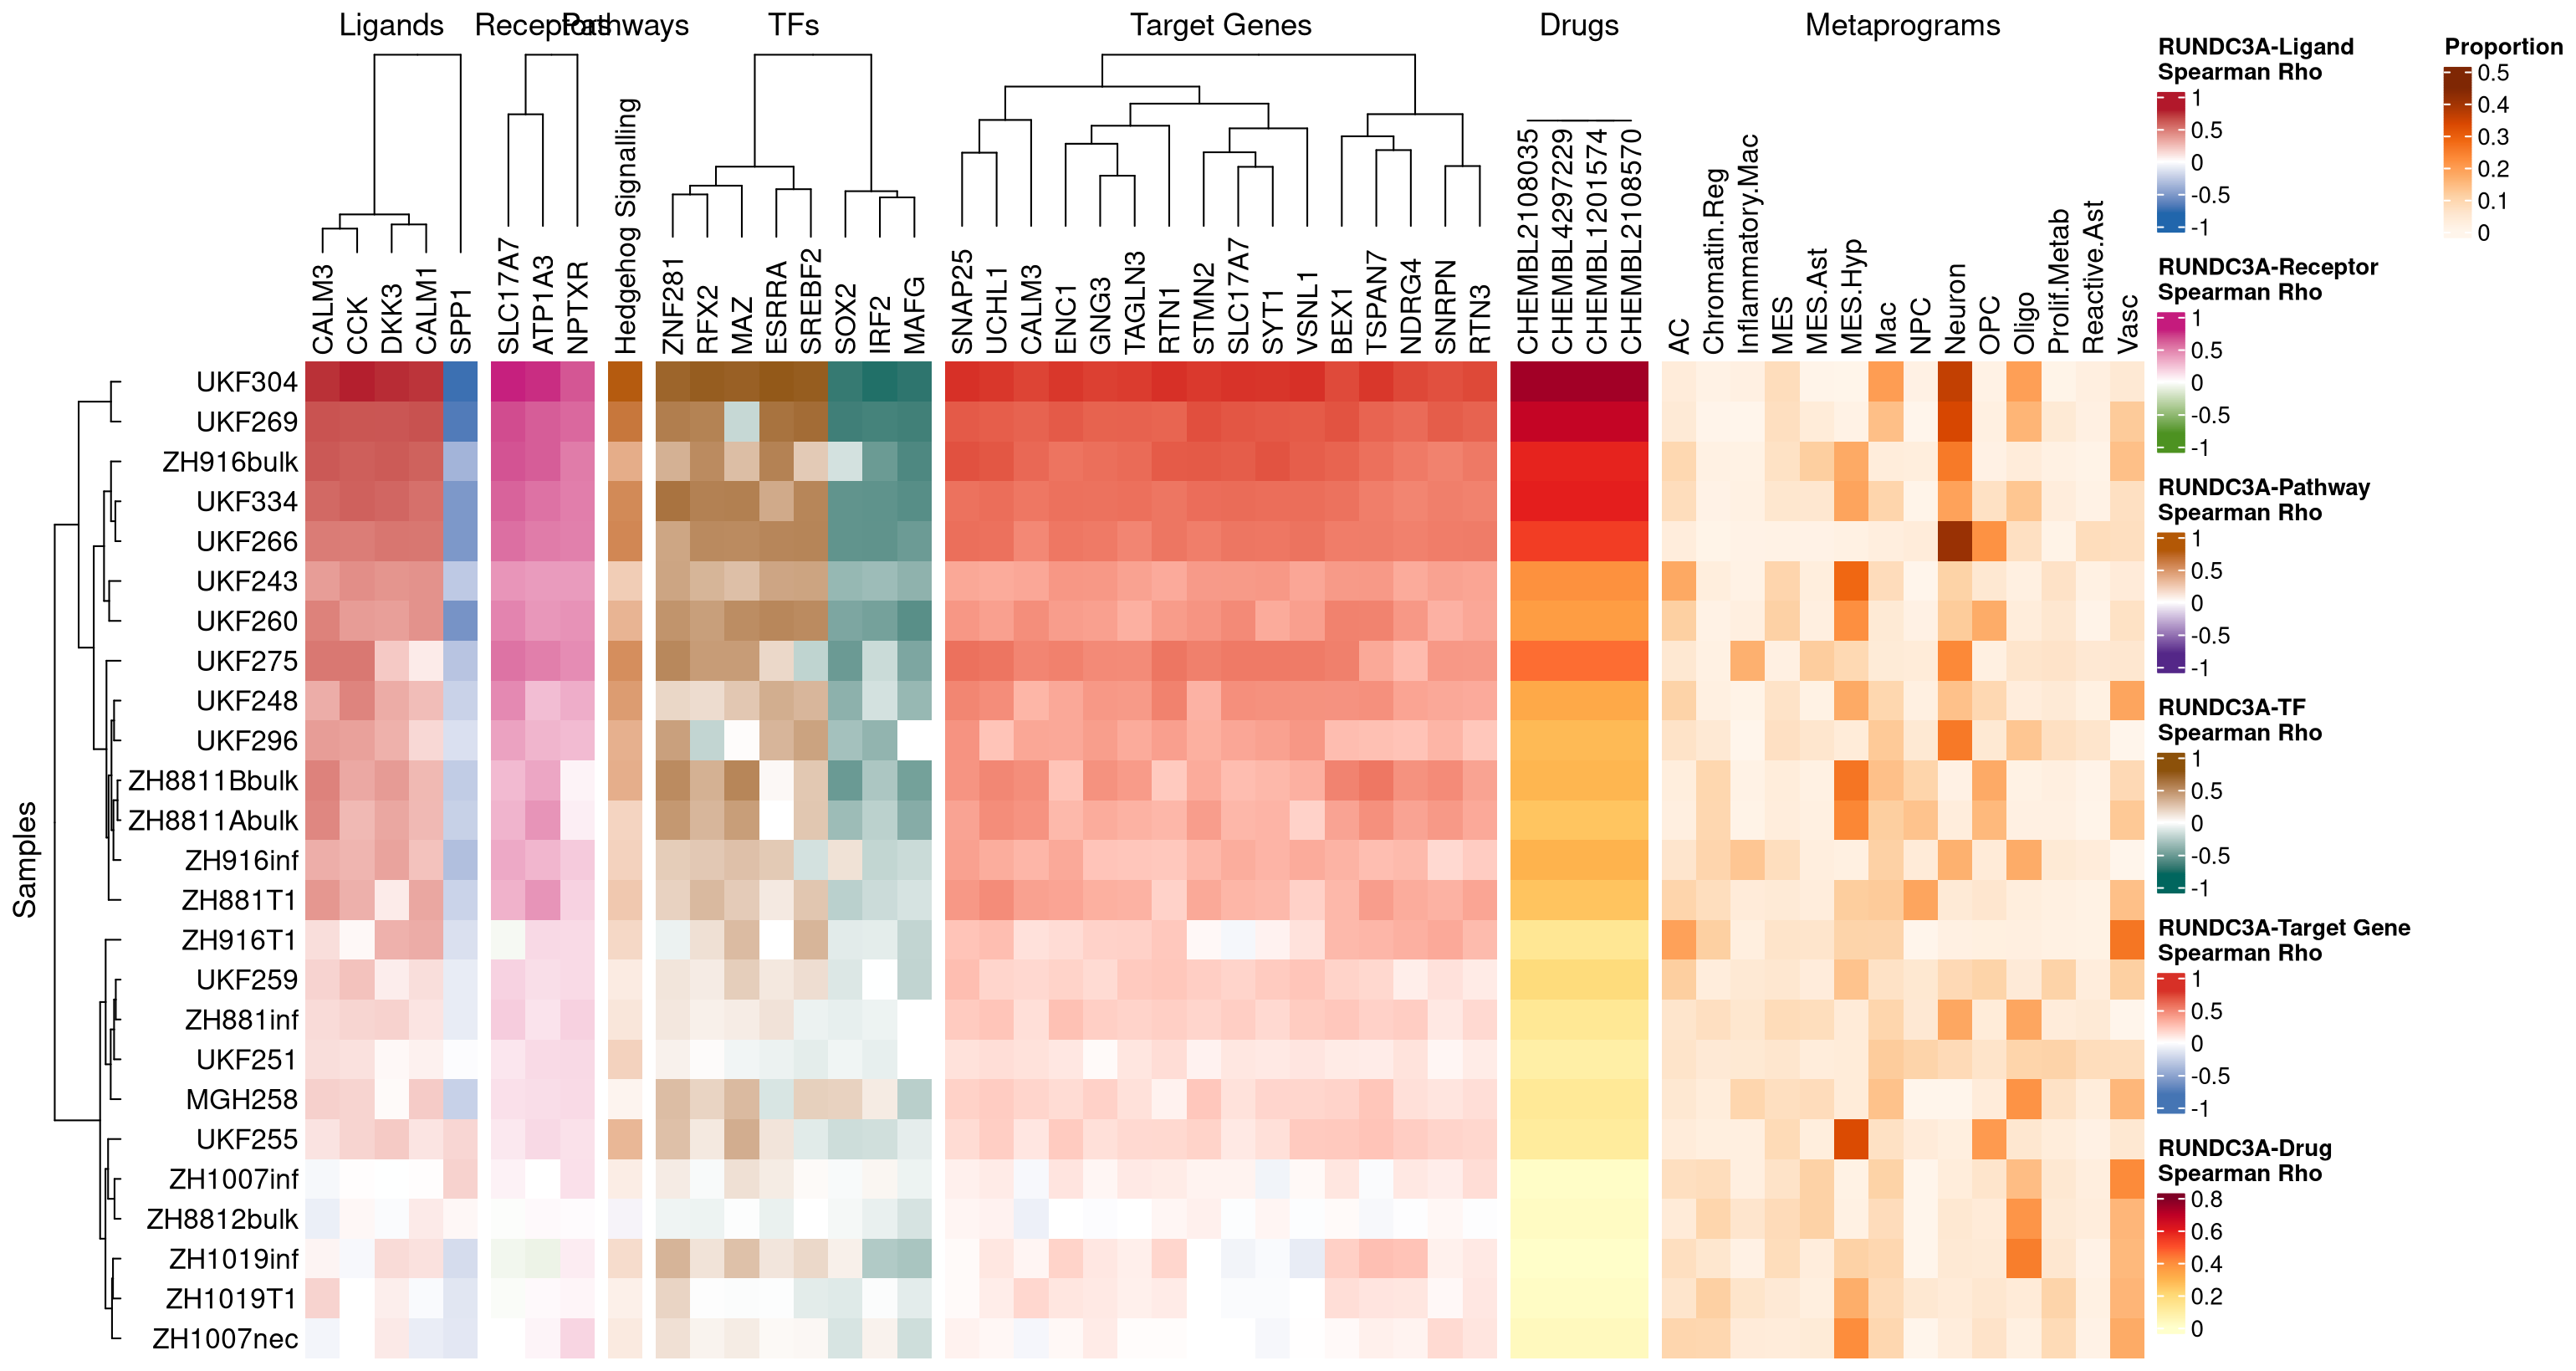 Ligands Receptors Pathways TFs Target Genes Drugs Metaprograms
CALM3 CCK DKK3 CALM1 SPP1
SLC17A7 ATP1A3 NPTXR
Hedgehog Signalling
ZNF281 RFX2 MAZ ESRRA SREBF2 SOX2 IRF2 MAFG
SNAP25 UCHL1 CALM3 ENC1 GNG3 TAGLN3 RTN1 STMN2 SLC17A7 SYT1 VSNL1 BEX1 TSPAN7 NDRG4 SNRPN RTN3
CHEMBL2108035 CHEMBL4297229 CHEMBL1201574 CHEMBL2108570
AC Chromatin.Reg Inflammatory.Mac MES MES.Ast MES.Hyp Mac NPC Neuron OPC Oligo Prolif.Metab Reactive.Ast Vasc
Samples
UKF304
UKF269
ZH916bulk
UKF334
UKF266
UKF243
UKF260
UKF275
UKF248
UKF296
ZH8811Bbulk
ZH8811Abulk
ZH916inf
ZH881T1
ZH916T1
UKF259
ZH881inf
UKF251
MGH258
UKF255
ZH1007inf
ZH8812bulk
ZH1019inf
ZH1019T1
ZH1007nec
RUNDC3A-Ligand
Spearman Rho
1
0.5
0
-0.5
-1
RUNDC3A-Receptor
Spearman Rho
1
0.5
0
-0.5
-1
RUNDC3A-Pathway
Spearman Rho
1
0.5
0
-0.5
-1
RUNDC3A-TF
Spearman Rho
1
0.5
0
-0.5
-1
RUNDC3A-Target Gene
Spearman Rho
1
0.5
0
-0.5
-1
RUNDC3A-Drug
Spearman Rho
0.8
0.6
0.4
0.2
0
Proportion
0.5
0.4
0.3
0.2
0.1
0